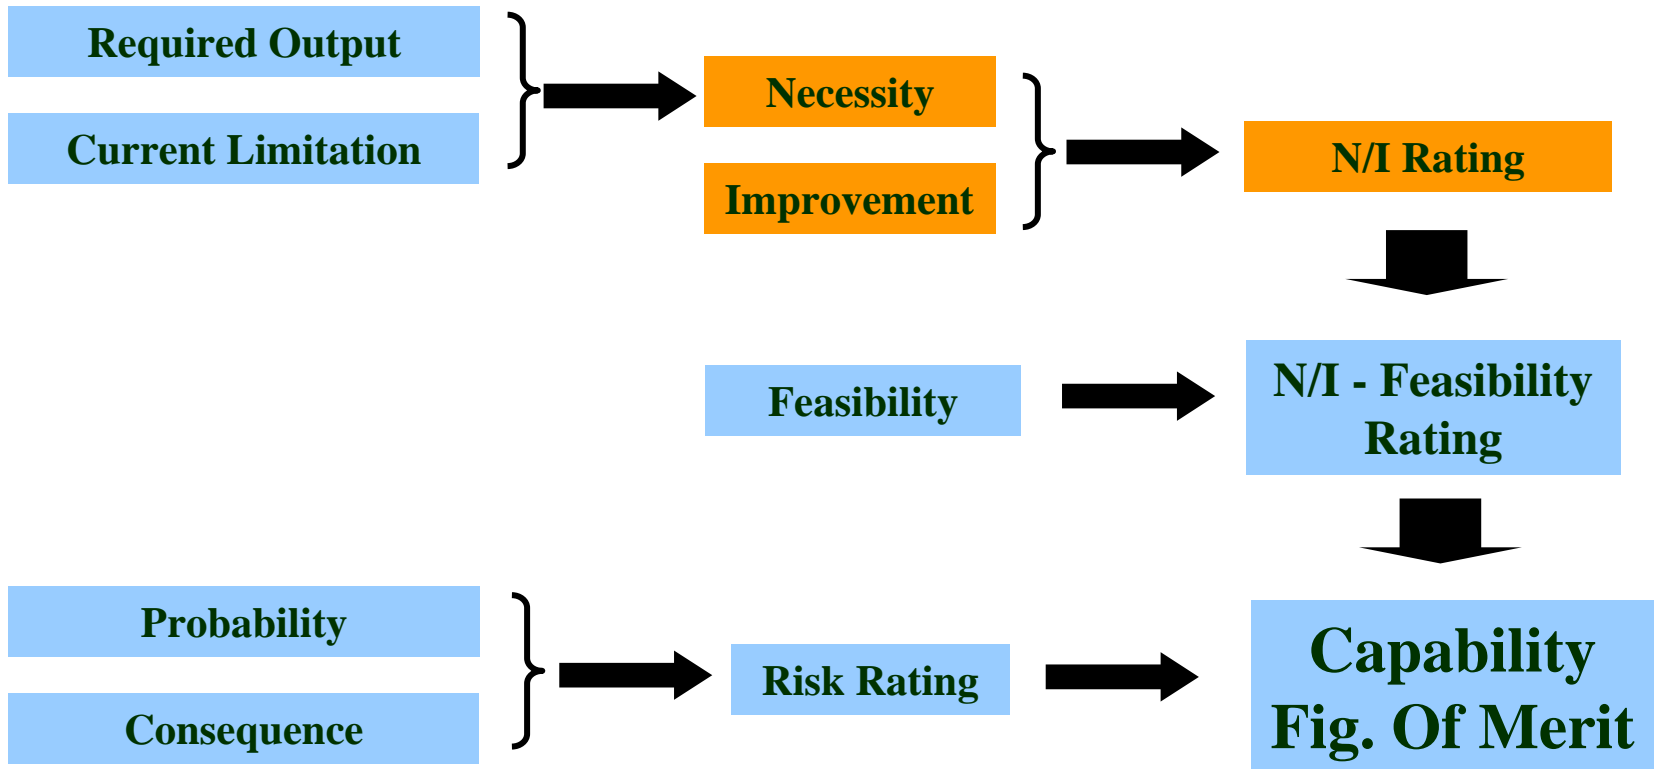 Required Output
Current Limitation
Necessity
Improvement
N/I Rating
Feasibility
N/I - Feasibility
Rating
Probability
Consequence
Risk Rating
Capability
Fig. Of Merit